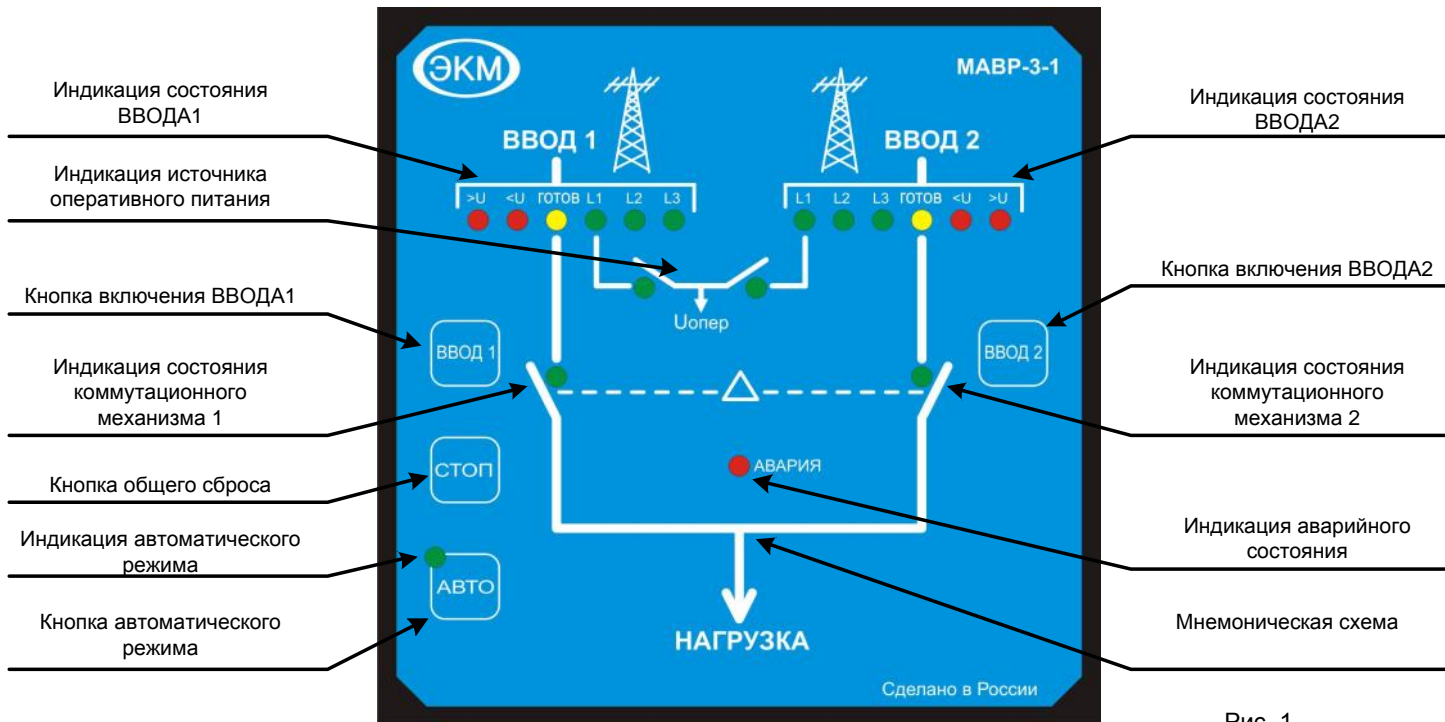 ЭКМ
МАВР-3-1
Индикация состояния
ВВОДА1
Индикация источника
оперативного питания
Кнопка включения ВВОДА1
Индикация состояния
коммутационного
механизма 1
Кнопка общего сброса
Индикация автоматического
режима
Кнопка автоматического
режима
ВВОД 1
ВВОД 2
>U <U ГОТОВ L1 L2 L3
L1 L2 L3 ГОТОВ <U >U
Uопер
ВВОД 1
ВВОД 2
СТОП
АВАРИЯ
АВТО
НАГРУЗКА
Сделано в России
Индикация состояния
ВВОДА2
Кнопка включения ВВОДА2
Индикация состояния
коммутационного
механизма 2
Индикация аварийного
состояния
Мнемоническая схема
Рис. 1